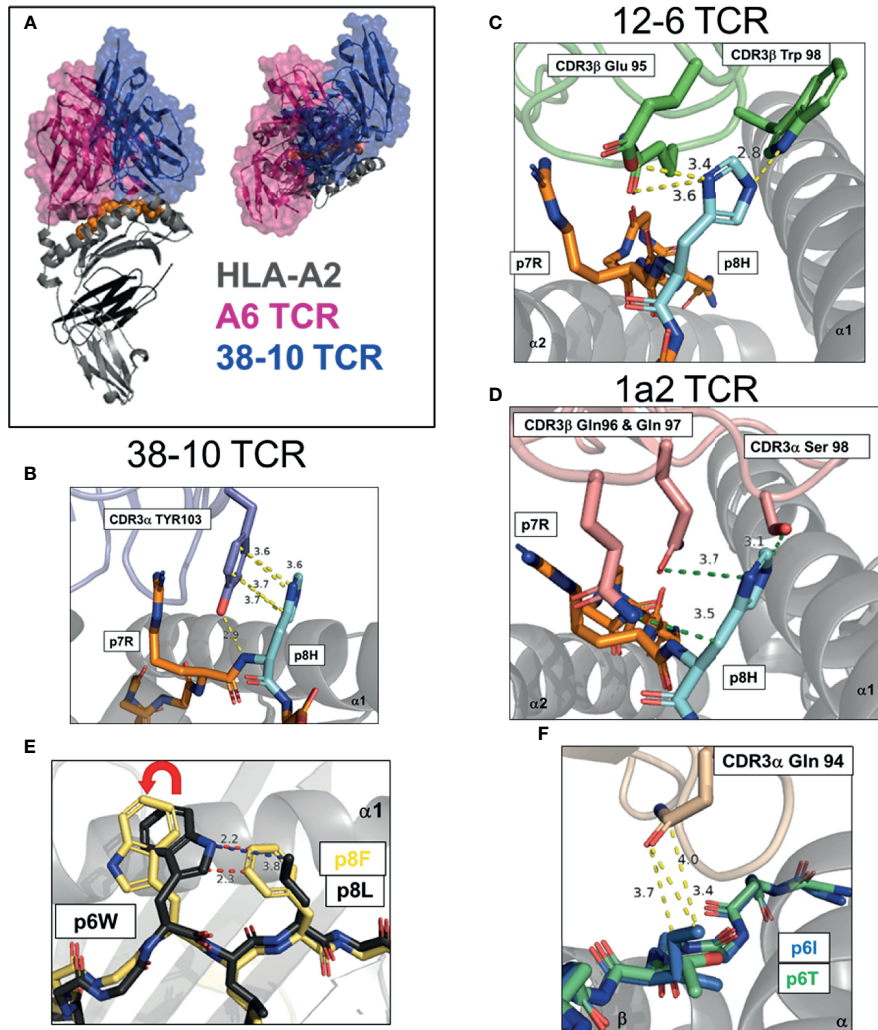 A
HLA-A2
A6 TCR
38-10 TCR
38-10 TCR
B
CDR3α TYR103
3.6
3.6
3.7
3.7
2.9
p7R
p8H
α1
12-6 TCR
C
CDR3β Glu 95
CDR3β Trp 98
2.8
3.4
3.6
p7R
p8H
α2
α1
1a2 TCR
D
CDR3β Gln96 & Gln 97
CDR3α Ser 98
p7R
3.1
3.7
3.5
p8H
α2
α1
E
α1
2.2
3.8
2.3
p8F
p8L
p6W
F
CDR3α Gln 94
4.0
3.7
3.4
p6I
p6T
β
α